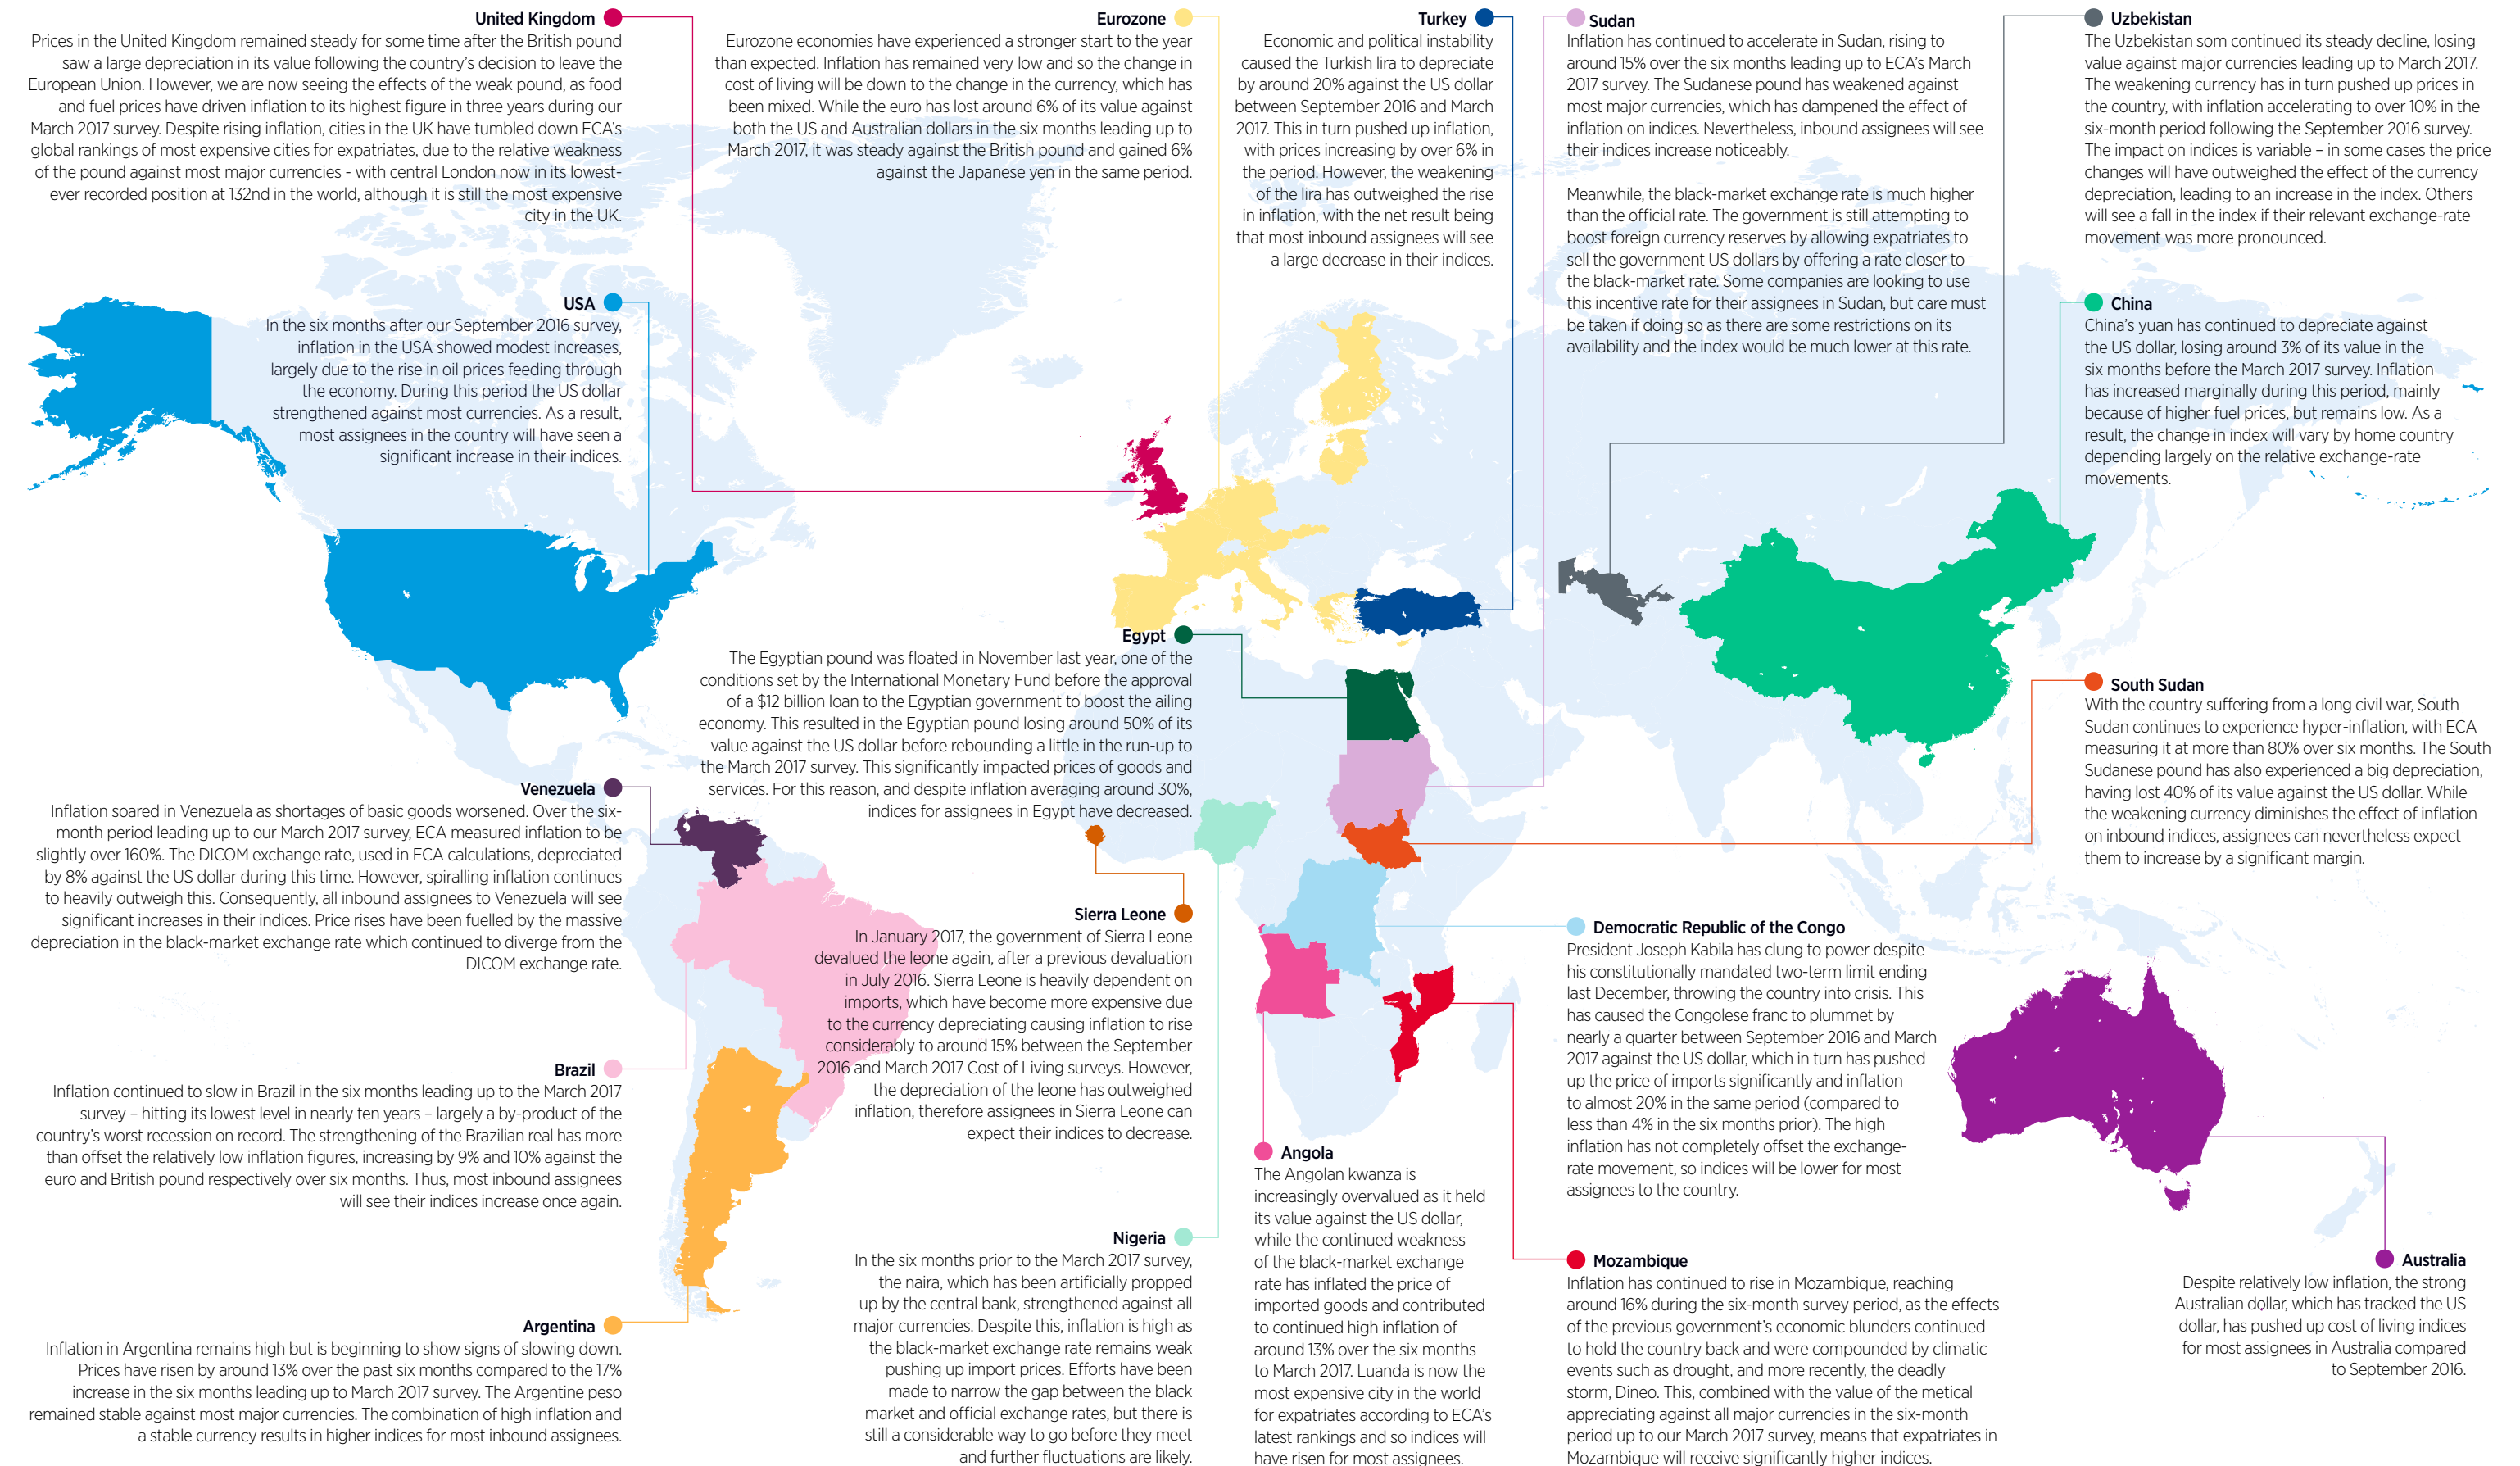 United Kingdom
Prices in the United Kingdom remained steady for some time after the British pound
saw a large depreciation in its value following the country's decision to leave the
European Union. However, we are now seeing the effects of the weak pound, as food
and fuel prices have driven inflation to its highest figure in three years during our
March 2017 survey. Despite rising inflation, cities in the UK have tumbled down ECA's
global rankings of most expensive cities for expatriates, due to the relative weakness
of the pound against most major currencies - with central London now in its lowest-
ever recorded position at 132nd in the world, although it is still the most expensive
city in the UK.
Eurozone
Eurozone economies have experienced a stronger start to the year
than expected. Inflation has remained very low and so the change in
cost of living will be down to the change in the currency, which has
been mixed. While the euro has lost around 6% of its value against
both the US and Australian dollars in the six months leading up to
March 2017, it was steady against the British pound and gained 6%
against the Japanese yen in the same period.
Turkey
Economic and political instability
caused the Turkish lira to depreciate
by around 20% against the US dollar
between September 2016 and March
2017. This in turn pushed up inflation,
with prices increasing by over 6% in
the period. However, the weakening
of the lira has outweighed the rise
in inflation, with the net result being
that most inbound assignees will see
a large decrease in their indices.
Sudan
Inflation has continued to accelerate in Sudan, rising to
around 15% over the six months leading up to ECA's March
2017 survey. The Sudanese pound has weakened against
most major currencies, which has dampened the effect of
inflation on indices. Nevertheless, inbound assignees will see
their indices increase noticeably.
Meanwhile, the black-market exchange rate is much higher
than the official rate. The government is still attempting to
boost foreign currency reserves by allowing expatriates to
sell the government US dollars by offering a rate closer to
the black-market rate. Some companies are looking to use
this incentive rate for their assignees in Sudan, but care must
be taken if doing so as there are some restrictions on its
availability and the index would be much lower at this rate.
Uzbekistan
The Uzbekistan som continued its steady decline, losing
value against major currencies leading up to March 2017.
The weakening currency has in turn pushed up prices in
the country, with inflation accelerating to over 10% in the
six-month period following the September 2016 survey.
The impact on indices is variable – in some cases the price
changes will have outweighed the effect of the currency
depreciation, leading to an increase in the index. Others
will see a fall in the index if their relevant exchange-rate
movement was more pronounced.
USA
In the six months after our September 2016 survey,
inflation in the USA showed modest increases,
largely due to the rise in oil prices feeding through
the economy. During this period the US dollar
strengthened against most currencies. As a result,
most assignees in the country will have seen a
significant increase in their indices.
China
China's yuan has continued to depreciate against
the US dollar, losing around 3% of its value in the
six months before the March 2017 survey. Inflation
has increased marginally during this period, mainly
because of higher fuel prices, but remains low. As a
result, the change in index will vary by home country
depending largely on the relative exchange-rate
movements.
Egypt
The Egyptian pound was floated in November last year, one of the
conditions set by the International Monetary Fund before the approval
of a $12 billion loan to the Egyptian government to boost the ailing
economy. This resulted in the Egyptian pound losing around 50% of its
value against the US dollar before rebounding a little in the run-up to
the March 2017 survey. This significantly impacted prices of goods and
services. For this reason, and despite inflation averaging around 30%,
indices for assignees in Egypt have decreased.
South Sudan
With the country suffering from a long civil war, South
Sudan continues to experience hyper-inflation, with ECA
measuring it at more than 80% over six months. The South
Sudanese pound has also experienced a big depreciation,
having lost 40% of its value against the US dollar. While
the weakening currency diminishes the effect of inflation
on inbound indices, assignees can nevertheless expect
them to increase by a significant margin.
Venezuela
Inflation soared in Venezuela as shortages of basic goods worsened. Over the six-
month period leading up to our March 2017 survey, ECA measured inflation to be
slightly over 160%. The DICOM exchange rate, used in ECA calculations, depreciated
by 8% against the US dollar during this time. However, spiralling inflation continues
to heavily outweigh this. Consequently, all inbound assignees to Venezuela will see
significant increases in their indices. Price rises have been fuelled by the massive
depreciation in the black-market exchange rate which continued to diverge from the
DICOM exchange rate.
Sierra Leone
In January 2017, the government of Sierra Leone
devalued the leone again, after a previous devaluation
in July 2016. Sierra Leone is heavily dependent on
imports, which have become more expensive due
to the currency depreciating causing inflation to rise
considerably to around 15% between the September
2016 and March 2017 Cost of Living surveys. However,
the depreciation of the leone has outweighed
inflation, therefore assignees in Sierra Leone can
expect their indices to decrease.
Democratic Republic of the Congo
President Joseph Kabila has clung to power despite
his constitutionally mandated two-term limit ending
last December, throwing the country into crisis. This
has caused the Congolese franc to plummet by
nearly a quarter between September 2016 and March
2017 against the US dollar, which in turn has pushed
up the price of imports significantly and inflation
to almost 20% in the same period (compared to
less than 4% in the six months prior). The high
inflation has not completely offset the exchange-
rate movement, so indices will be lower for most
assignees to the country.
Brazil
Inflation continued to slow in Brazil in the six months leading up to the March 2017
survey – hitting its lowest level in nearly ten years – largely a by-product of the
country's worst recession on record. The strengthening of the Brazilian real has more
than offset the relatively low inflation figures, increasing by 9% and 10% against the
euro and British pound respectively over six months. Thus, most inbound assignees
will see their indices increase once again.
Angola
The Angolan kwanza is
increasingly overvalued as it held
its value against the US dollar,
while the continued weakness
of the black-market exchange
rate has inflated the price of
imported goods and contributed
to continued high inflation of
around 13% over the six months
to March 2017. Luanda is now the
most expensive city in the world
for expatriates according to ECA's
latest rankings and so indices will
have risen for most assignees.
Nigeria
In the six months prior to the March 2017 survey,
the naira, which has been artificially propped
up by the central bank, strengthened against all
major currencies. Despite this, inflation is high as
the black-market exchange rate remains weak
pushing up import prices. Efforts have been
made to narrow the gap between the black
market and official exchange rates, but there is
still a considerable way to go before they meet
and further fluctuations are likely.
Mozambique
Inflation has continued to rise in Mozambique, reaching
around 16% during the six-month survey period, as the effects
of the previous government's economic blunders continued
to hold the country back and were compounded by climatic
events such as drought, and more recently, the deadly
storm, Dineo. This, combined with the value of the metical
appreciating against all major currencies in the six-month
period up to our March 2017 survey, means that expatriates in
Mozambique will receive significantly higher indices.
Australia
Despite relatively low inflation, the strong
Australian dollar, which has tracked the US
dollar, has pushed up cost of living indices
for most assignees in Australia compared
to September 2016.
Argentina
Inflation in Argentina remains high but is beginning to show signs of slowing down.
Prices have risen by around 13% over the past six months compared to the 17%
increase in the six months leading up to March 2017 survey. The Argentine peso
remained stable against most major currencies. The combination of high inflation and
a stable currency results in higher indices for most inbound assignees.